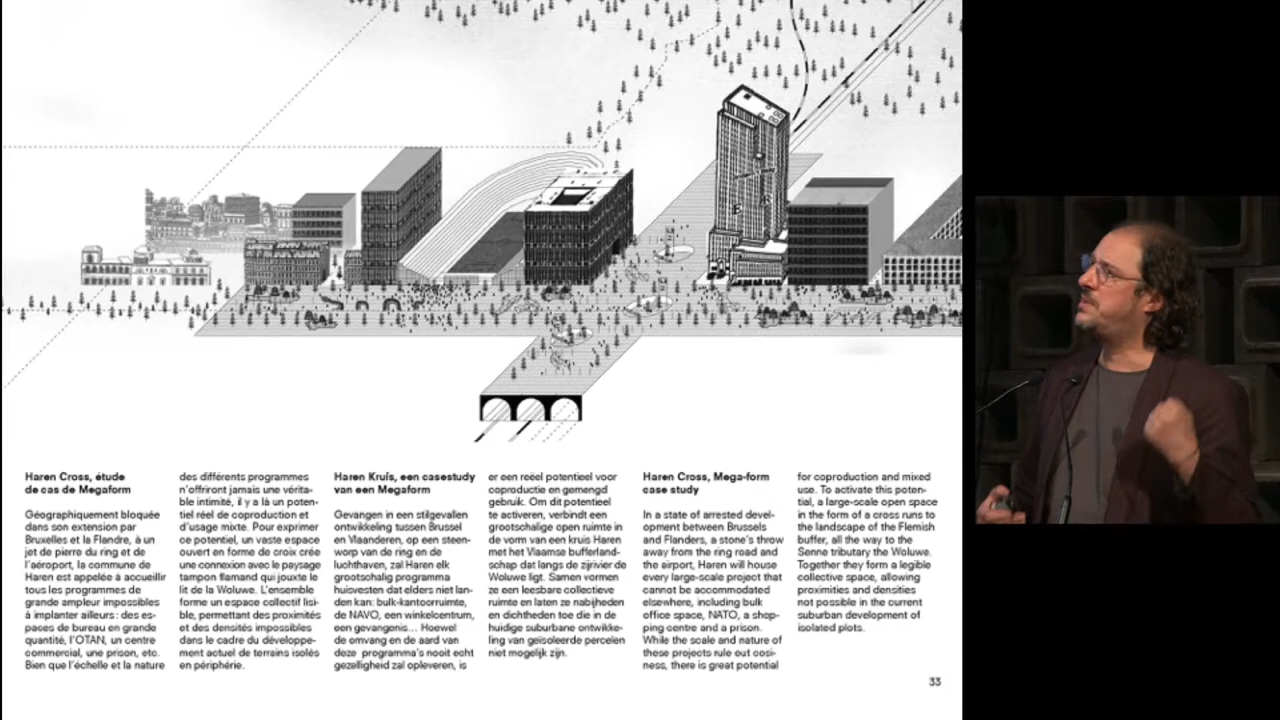 Haren Cross, étude
de cas de Megaform
Géographiquement bloquée
dans son extension par
Bruxelles et la Flandre, à un
jet de pierre du ring et de
l'aéroport, la commune de
Haren est appelée à accueillir
tous les programmes de
grande ampleur impossibles
à implanter ailleurs : des es-
paces de bureau en grande
quantité, l'OTAN, un centre
commercial, une prison, etc.
Bien que l'échelle et la nature
des différents programmes
n'offriront jamais une vérita-
ble intimité, il y a là un poten-
tiel réel de coproduction et
d'usage mixte. Pour exprimer
ce potentiel, un vaste espace
ouvert en forme de croix crée
une connexion avec le paysage
tampon flamand qui jouxte le
lit de la Woluwe. L'ensemble
forme un espace collectif lisi-
ble, permettant des proximités
et des densités impossibles
dans le cadre du développe-
ment actuel de terrains isolés
en périphérie.
Haren Kruis, een casestudy
van een Megaform
Gevangen in een stilgevallen
ontwikkeling tussen Brussel
en Vlaanderen, op een steen-
worp van de ring en de
luchthaven, zal Haren elk
grootschalig programma
huisvesten dat elders niet lan-
den kan: bulk-kantoorruimte,
de NAVO, een winkelcentrum,
een gevangenis... Hoewel
de omvang en de aard van
deze programma's nooit echt
gezelligheid zal opleveren, is
er een reëel potentieel voor
coproductie en gemengd
gebruik. Om dit potentieel
te activeren, verbindt een
grootschalige open ruimte in
de vorm van een kruis Haren
met het Vlaamse bufferland-
schap dat langs de zijrivier de
Woluwe ligt. Samen vormen
ze een leesbare collectieve
ruimte en laten ze nabijheden
en dichtheden toe die in de
huidige suburbane ontwikke-
ling van geïsoleerde percelen
niet mogelijk zijn.
Haren Cross, Mega-form
case study
In a state of arrested devel-
opment between Brussels
and Flanders, a stone's throw
away from the ring road and
the airport, Haren will house
every large-scale project that
cannot be accommodated
elsewhere, including bulk
office space, NATO, a shop-
ping centre and a prison.
While the scale and nature of
these projects rule out cosi-
ness, there is great potential
for coproduction and mixed
use. To activate this poten-
tial, a large-scale open space
in the form of a cross runs to
the landscape of the Flemish
buffer, all the way to the
Senne tributary the Woluwe.
Together they form a legible
collective space, allowing
proximities and densities
not possible in the current
suburban development of
isolated plots.
33